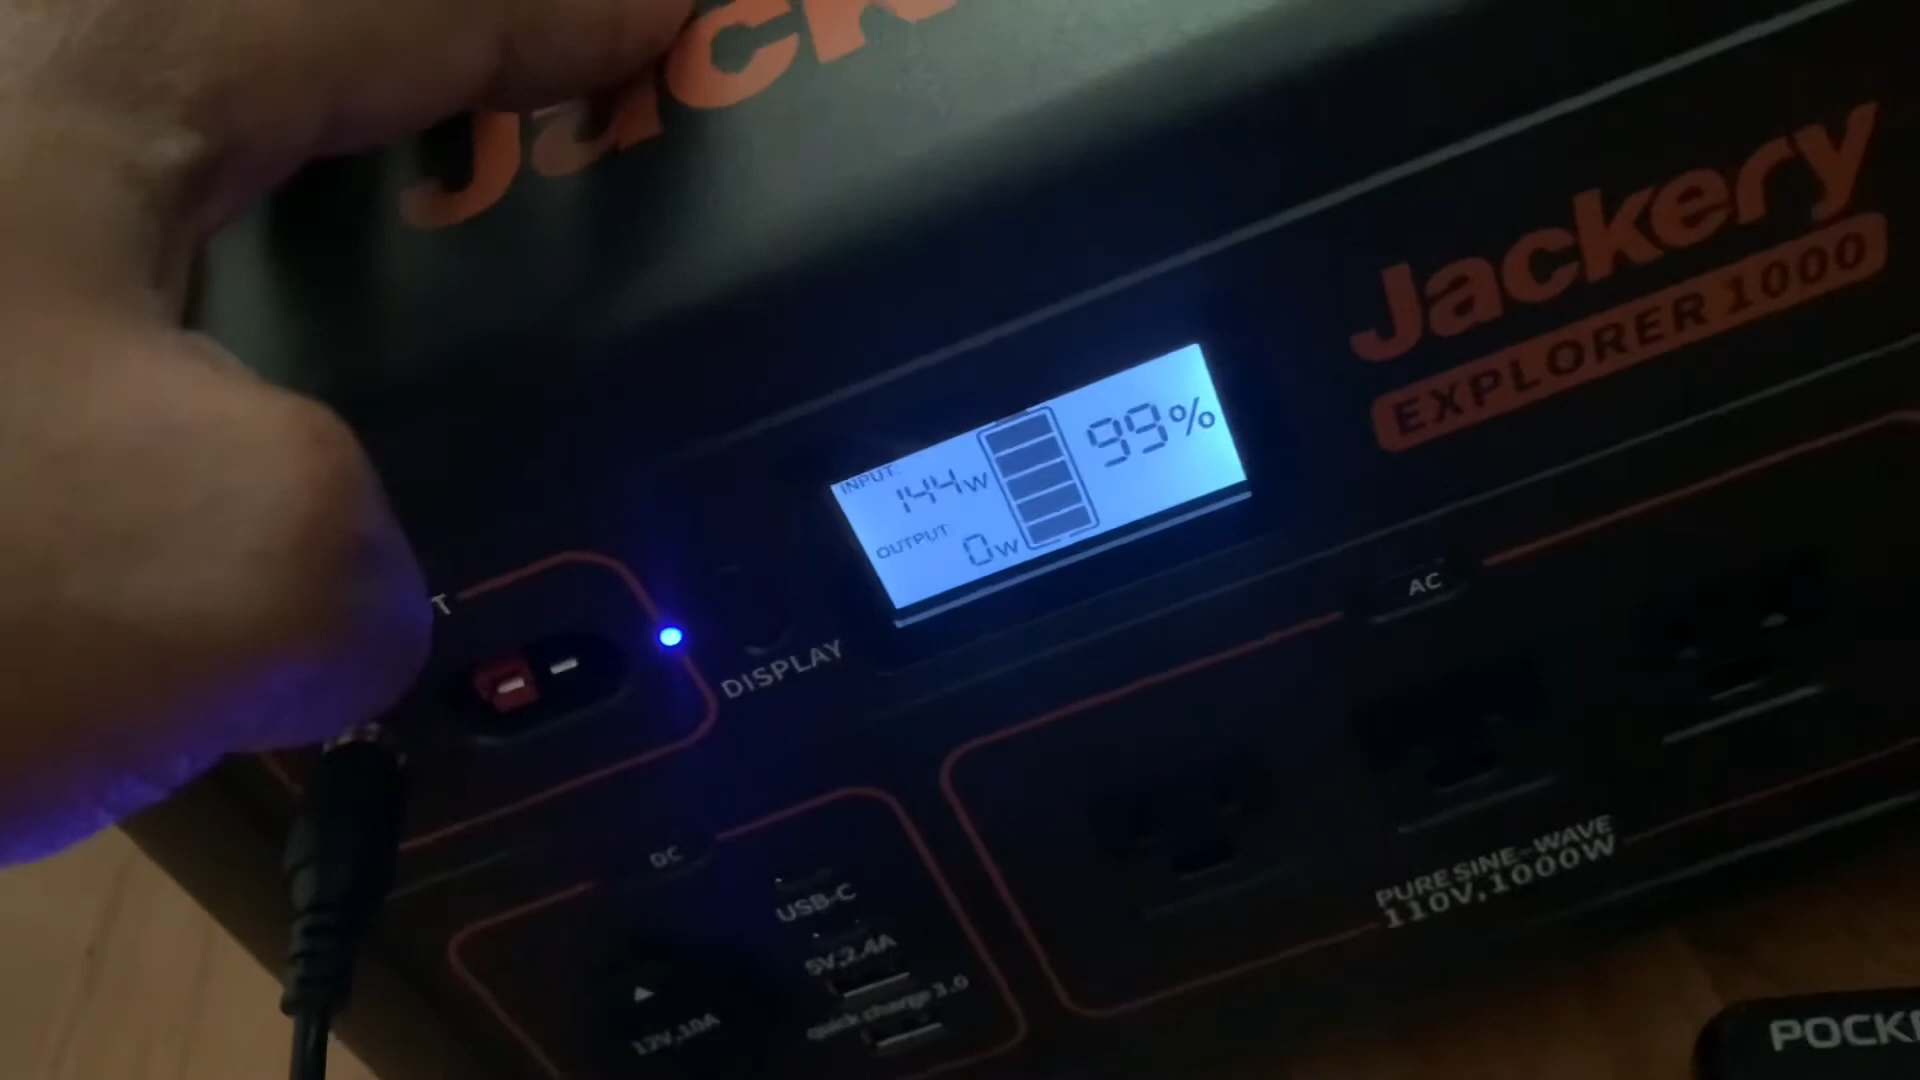 Jack
Jackery
EXPLORER 1000
INPUT:
144W
99%
OUTPUT:
0W
T
DISPLAY
AC
DC
USB-C
5V,2.4A
quick charge 3.0
12V,10A
PURE SINE-WAVE
110V,1000W
POCK